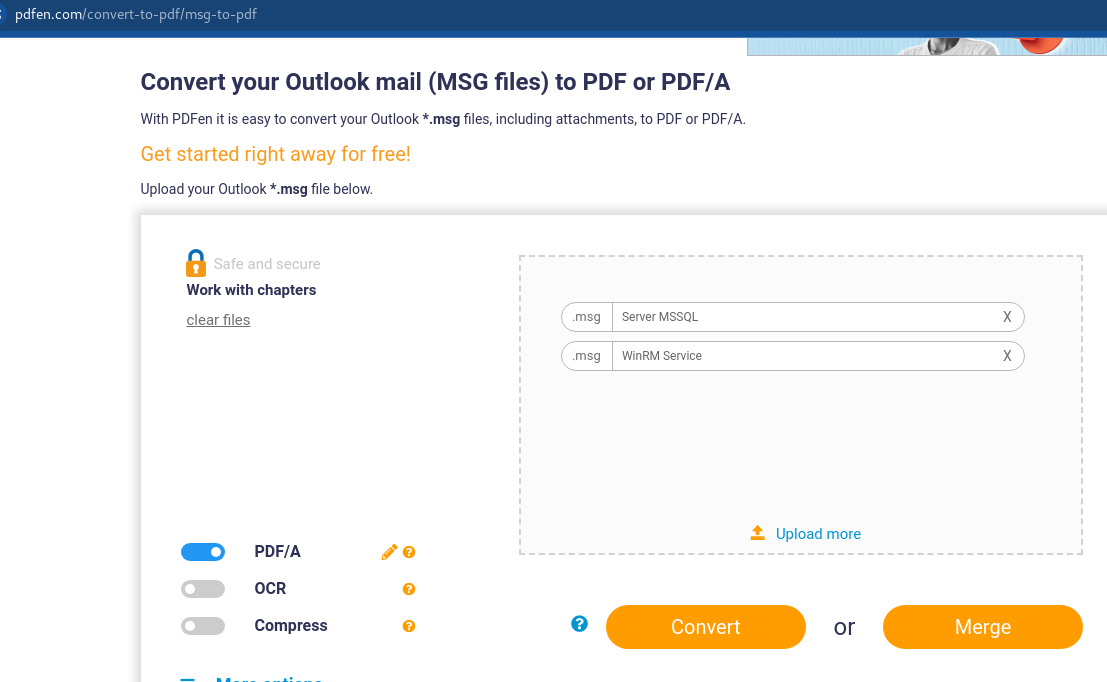 pdfen.com/convert-to-pdf/msg-to-pdf
Convert your Outlook mail (MSG files) to PDF or PDF/A
With PDFen it is easy to convert your Outlook *.msg files, including attachments, to PDF or PDF/A.
Get started right away for free!
Upload your Outlook *.msg file below.
Safe and secure
Work with chapters
clear files
.msg Server MSSQL X
.msg WinRM Service X
Upload more
PDF/A ?
OCR ?
Compress ?
? Convert or Merge
More options